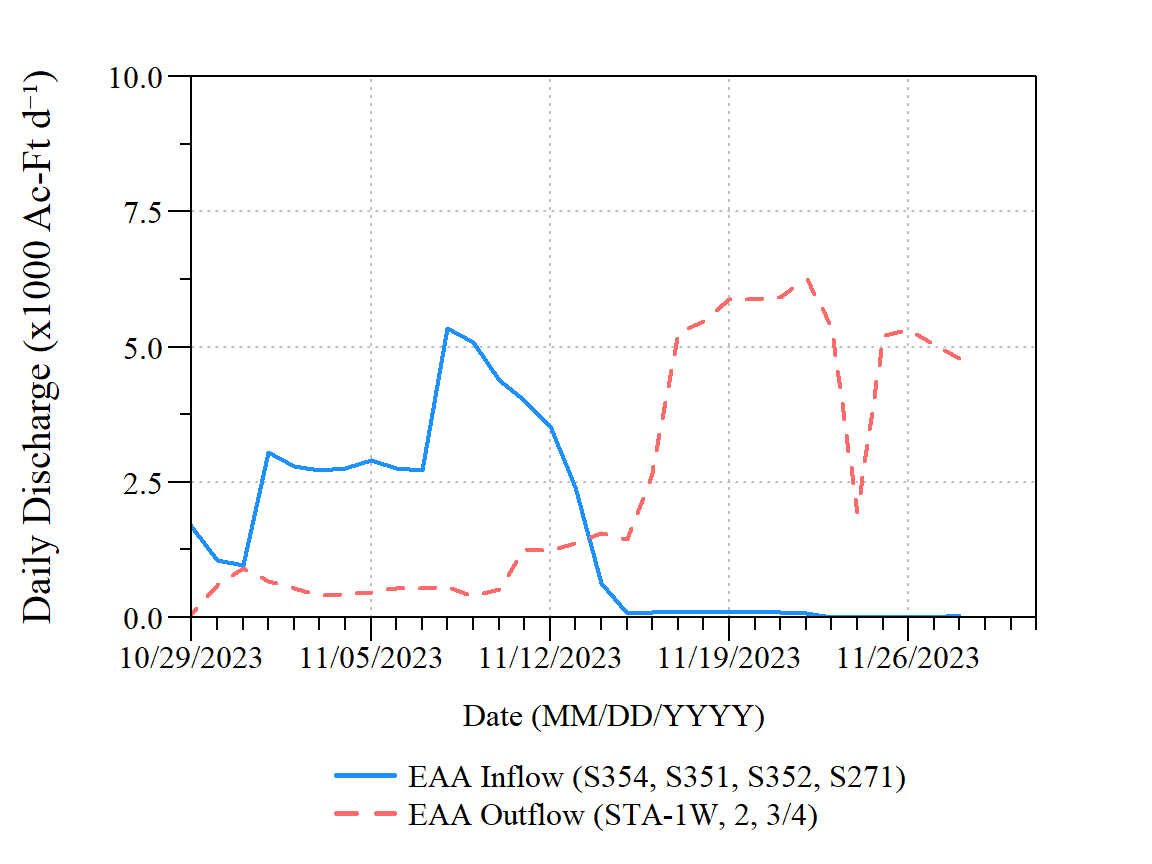 Daily Discharge (x1000 Ac-Ft d⁻¹)
10.0
7.5
5.0
2.5
0.0
10/29/2023 11/05/2023 11/12/2023 11/19/2023 11/26/2023
Date (MM/DD/YYYY)
EAA Inflow (S354, S351, S352, S271)
EAA Outflow (STA-1W, 2, 3/4)